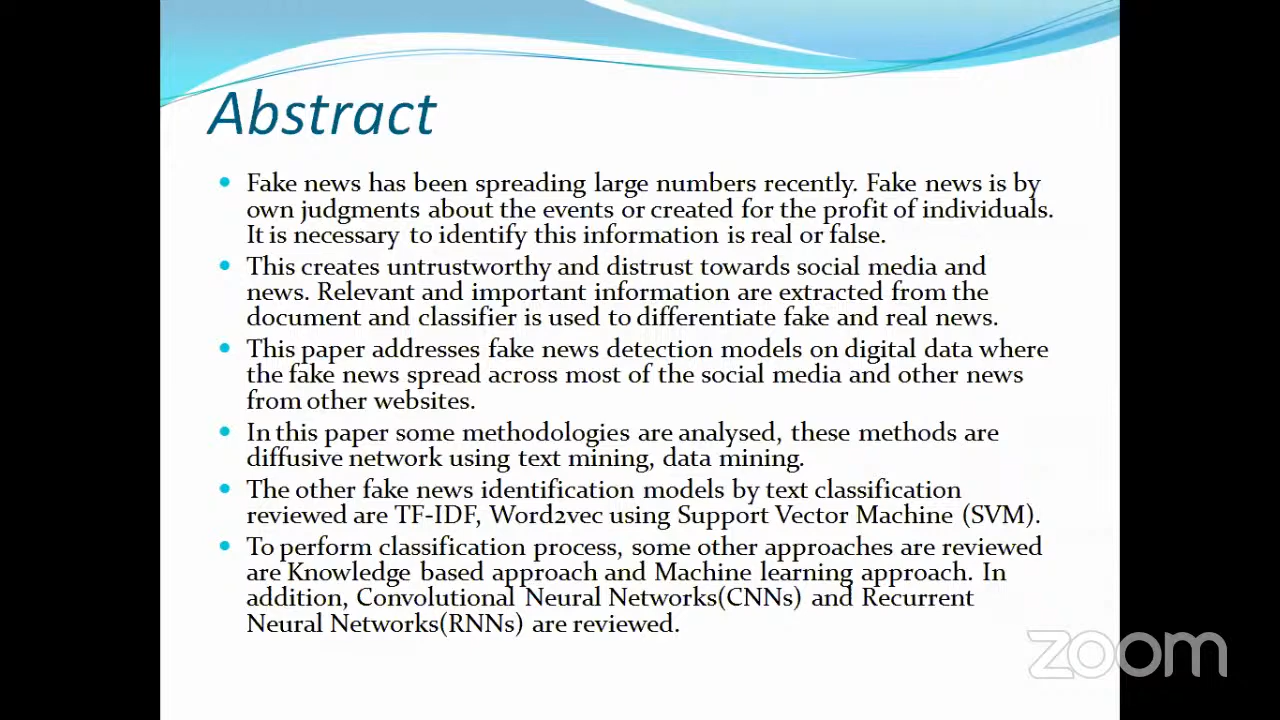 Abstract
• Fake news has been spreading large numbers recently. Fake news is by
own judgments about the events or created for the profit of individuals.
It is necessary to identify this information is real or false.
• This creates untrustworthy and distrust towards social media and
news. Relevant and important information are extracted from the
document and classifier is used to differentiate fake and real news.
• This paper addresses fake news detection models on digital data where
the fake news spread across most of the social media and other news
from other websites.
• In this paper some methodologies are analysed, these methods are
diffusive network using text mining, data mining.
• The other fake news identification models by text classification
reviewed are TF-IDF, Word2vec using Support Vector Machine (SVM).
• To perform classification process, some other approaches are reviewed
are Knowledge based approach and Machine learning approach. In
addition, Convolutional Neural Networks(CNNs) and Recurrent
Neural Networks(RNNs) are reviewed.
zoom